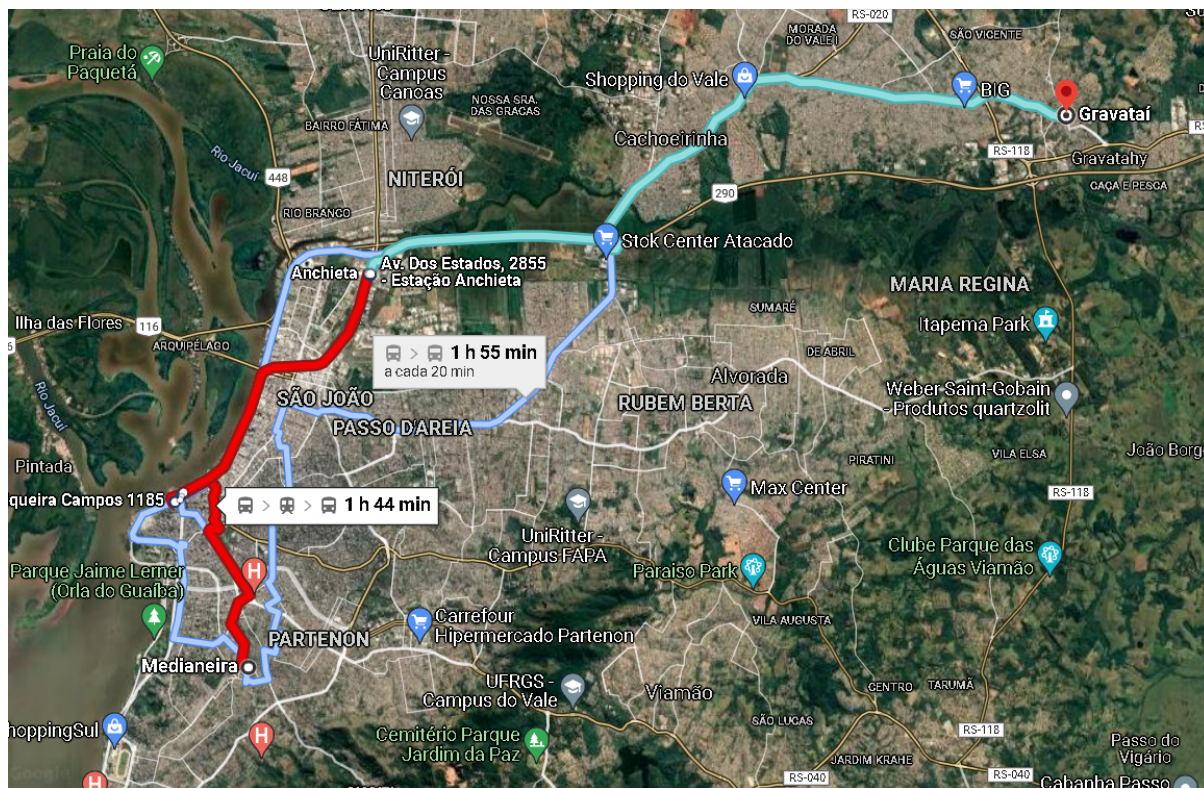 RS-020
Praia do
Paquetá
UniRitter -
Campus
Canoas
MORADA
DO VALE I
SÃO VICENTE
Shopping do Vale
NOSSA SRA.
DAS GRAÇAS
BIG
BAIRRO FÁTIMA
Gravataí
Cachoeirinha
RS-118
Gravatahy
Rio Jacuí
448
NITERÓI
290
CAÇA E PESCA
RIO BRANCO
Stok Center Atacado
Anchieta
Av. Dos Estados, 2855
- Estação Anchieta
MARIA REGINA
SUMARÉ
Ilha das Flores
116
Itapema Park
ARQUIPÉLAGO
1 h 55 min
a cada 20 min
DE ABRIL
Alvorada
Rio Jacuí
SÃO JOÃO
RUBEM BERTA
Weber Saint-Gobain
- Produtos quartzolit
PASSO D'AREIA
VILA ELSA
João Borg
PIRATINI
Pintada
queira Campos 1185
Max Center
RS-118
1 h 44 min
UniRitter -
Campus FAPA
Clube Parque das
Águas Viamão
Parque Jaime Lerner
(Orla do Guaíba)
H
Paraiso Park
Carrefour
Hipermercado Partenon
VILA AUGUSTA
PARTENON
Medianeira
UFRGS -
Campus do Vale
Viamão
CENTRO
TARUMÃ
hoppingSul
H
SÃO LUCAS
RS-118
Cemitério Parque
Jardim da Paz
Passo do
Vigário
JARDIM KRAHE
H
RS-040
RS-040
Cabanha Passo
Google